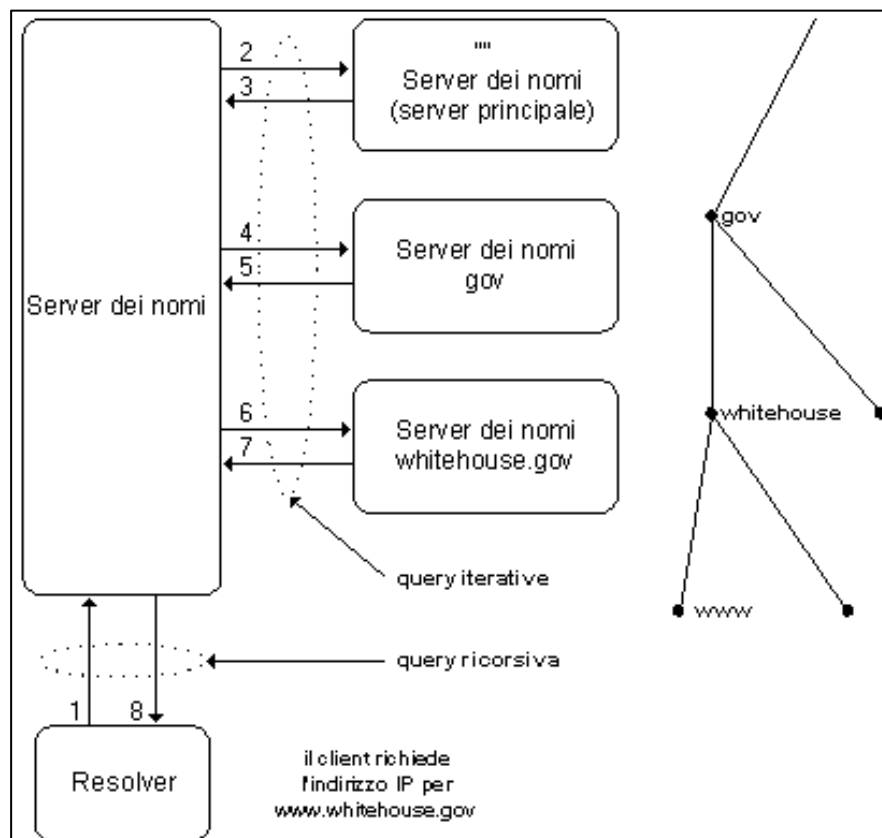 2
3
""
Server dei nomi
(server principale)
gov
4
5
Server dei nomi
gov
Server dei nomi
6
7
Server dei nomi
whitehouse.gov
whitehouse
query iterative
www
query ricorsiva
1
8
Resolver
il client richiede
l'indirizzo IP per
www.whitehouse.gov